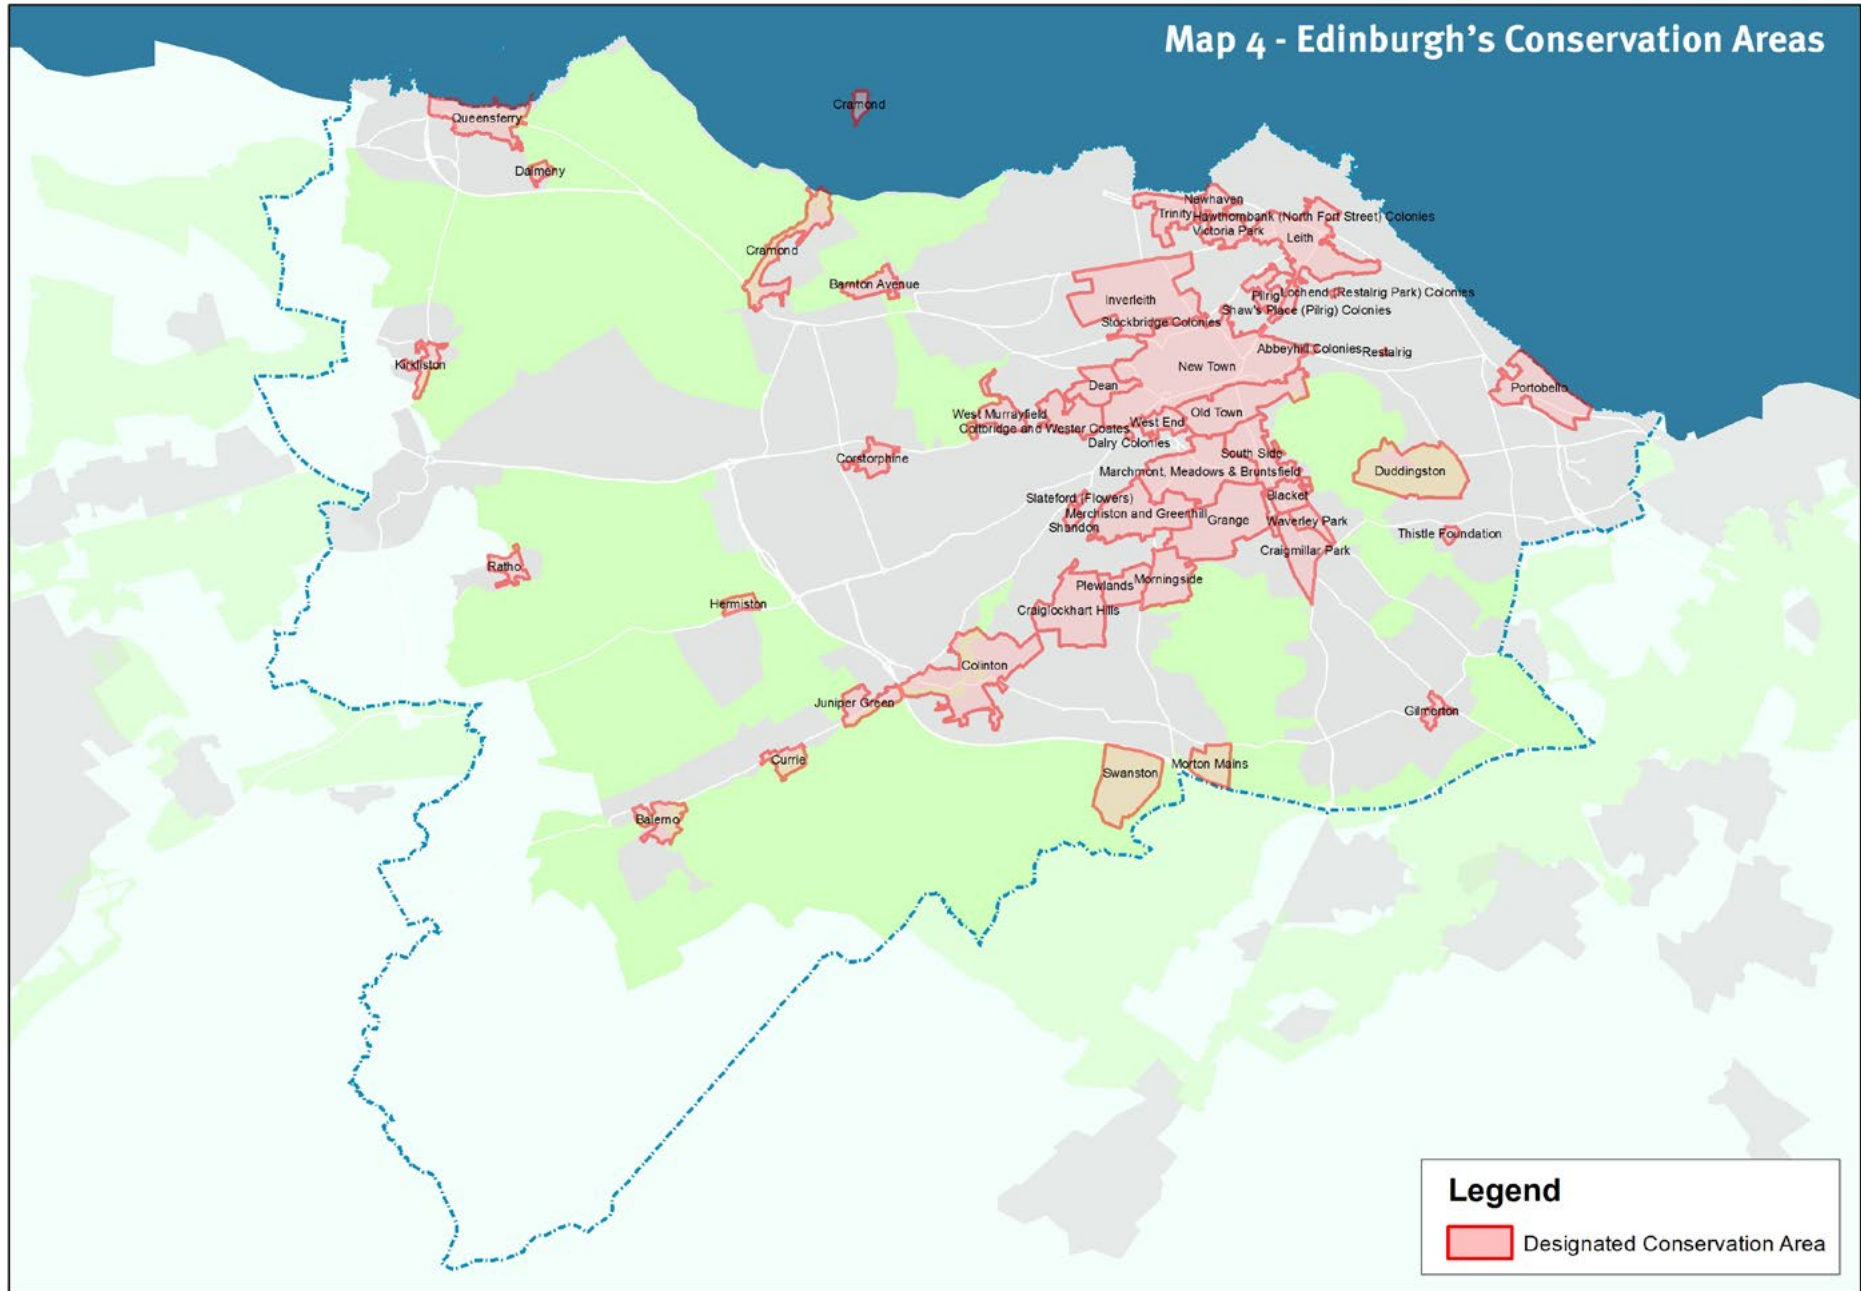 Map 4 - Edinburgh's Conservation Areas
Cramond
Queensferry
Dalmeny
Newhaven
Trinity
Hawthornbank (North Fort Street) Colonies
Victoria Park
Leith
Cramond
Barnton Avenue
Pilrig
Lochend (Restalrig Park) Colonies
Inverleith
Shaw's Place (Pilrig) Colonies
Stockbridge Colonies
Abbeyhill Colonies
Restalrig
Kirkliston
New Town
Dean
Portobello
West Murrayfield
Old Town
West End
Coltbridge and Wester Coates
Dalry Colonies
South Side
Corstorphine
Marchmont, Meadows & Bruntsfield
Duddingston
Slateford (Flowers)
Blacket
Merchiston and Greenhill
Grange
Waverley Park
Shandon
Thistle Foundation
Craigmillar Park
Ratho
Morningside
Plewlands
Hermiston
Craiglockhart Hills
Colinton
Juniper Green
Gilmerton
Currie
Morton Mains
Swanston
Balerno
Legend
Designated Conservation Area